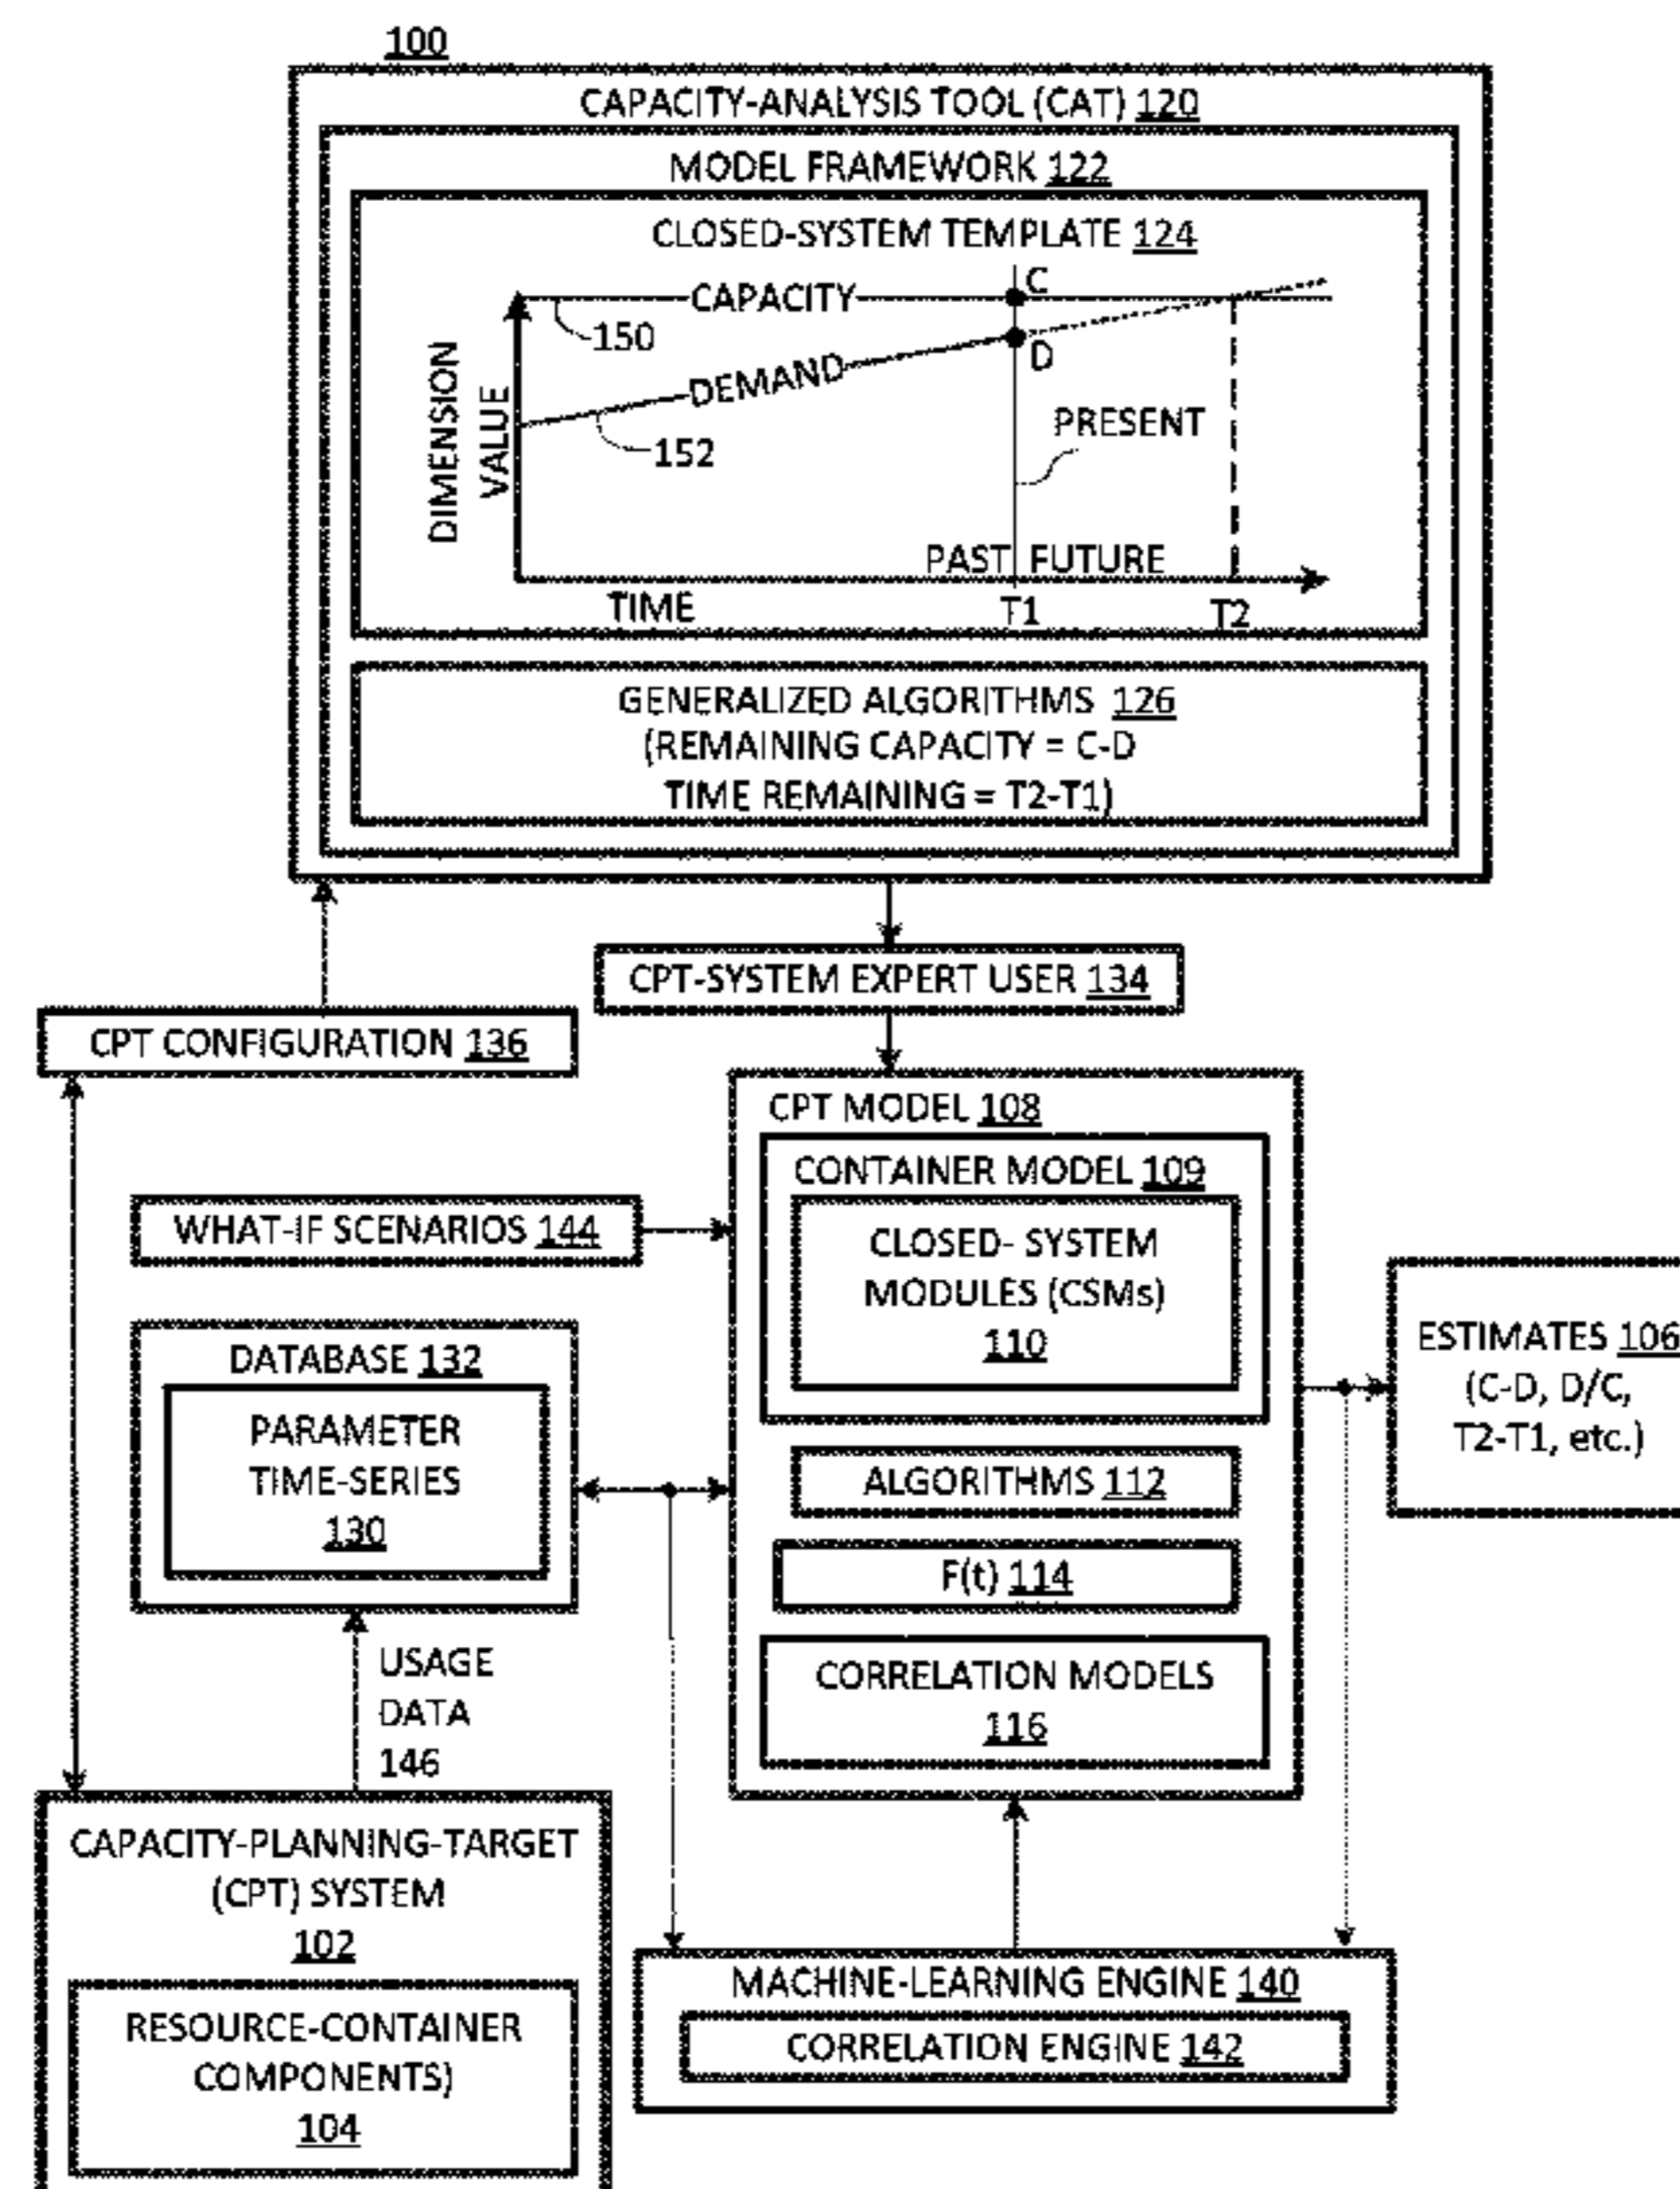 100
CAPACITY-ANALYSIS TOOL (CAT) 120
MODEL FRAMEWORK 122
CLOSED-SYSTEM TEMPLATE 124
C
CAPACITY
150
D
DEMAND
152
DIMENSION
VALUE
PRESENT
PAST FUTURE
TIME
T1
T2
GENERALIZED ALGORITHMS 126
(REMAINING CAPACITY = C-D
TIME REMAINING = T2-T1)
CPT-SYSTEM EXPERT USER 134
CPT CONFIGURATION 136
CPT MODEL 108
CONTAINER MODEL 109
CLOSED- SYSTEM
MODULES (CSMs)
110
WHAT-IF SCENARIOS 144
ESTIMATES 106
(C-D, D/C,
T2-T1, etc.)
DATABASE 132
PARAMETER
TIME-SERIES
130
ALGORITHMS 112
F(t) 114
CORRELATION MODELS
116
USAGE
DATA
146
CAPACITY-PLANNING-TARGET
(CPT) SYSTEM
102
RESOURCE-CONTAINER
COMPONENTS)
104
MACHINE-LEARNING ENGINE 140
CORRELATION ENGINE 142